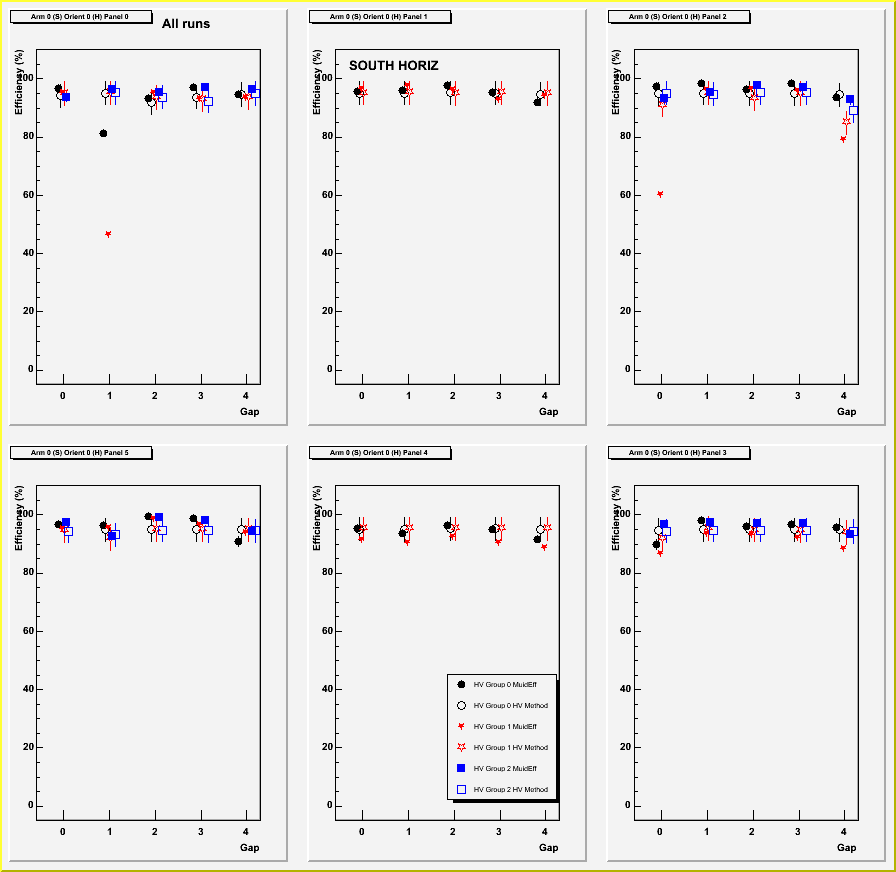 Arm 0 (S) Orient 0 (H) Panel 0
All runs
Efficiency (%)
100
80
60
40
20
0
0 1 2 3 4
Gap
Arm 0 (S) Orient 0 (H) Panel 1
SOUTH HORIZ
Efficiency (%)
100
80
60
40
20
0
0 1 2 3 4
Gap
Arm 0 (S) Orient 0 (H) Panel 2
Efficiency (%)
100
80
60
40
20
0
0 1 2 3 4
Gap
Arm 0 (S) Orient 0 (H) Panel 5
Efficiency (%)
100
80
60
40
20
0
0 1 2 3 4
Gap
Arm 0 (S) Orient 0 (H) Panel 4
Efficiency (%)
100
80
60
40
20
0
HV Group 0 MuidEff
HV Group 0 HV Method
HV Group 1 MuidEff
HV Group 1 HV Method
HV Group 2 MuidEff
HV Group 2 HV Method
0 1 2 3 4
Gap
Arm 0 (S) Orient 0 (H) Panel 3
Efficiency (%)
100
80
60
40
20
0
0 1 2 3 4
Gap